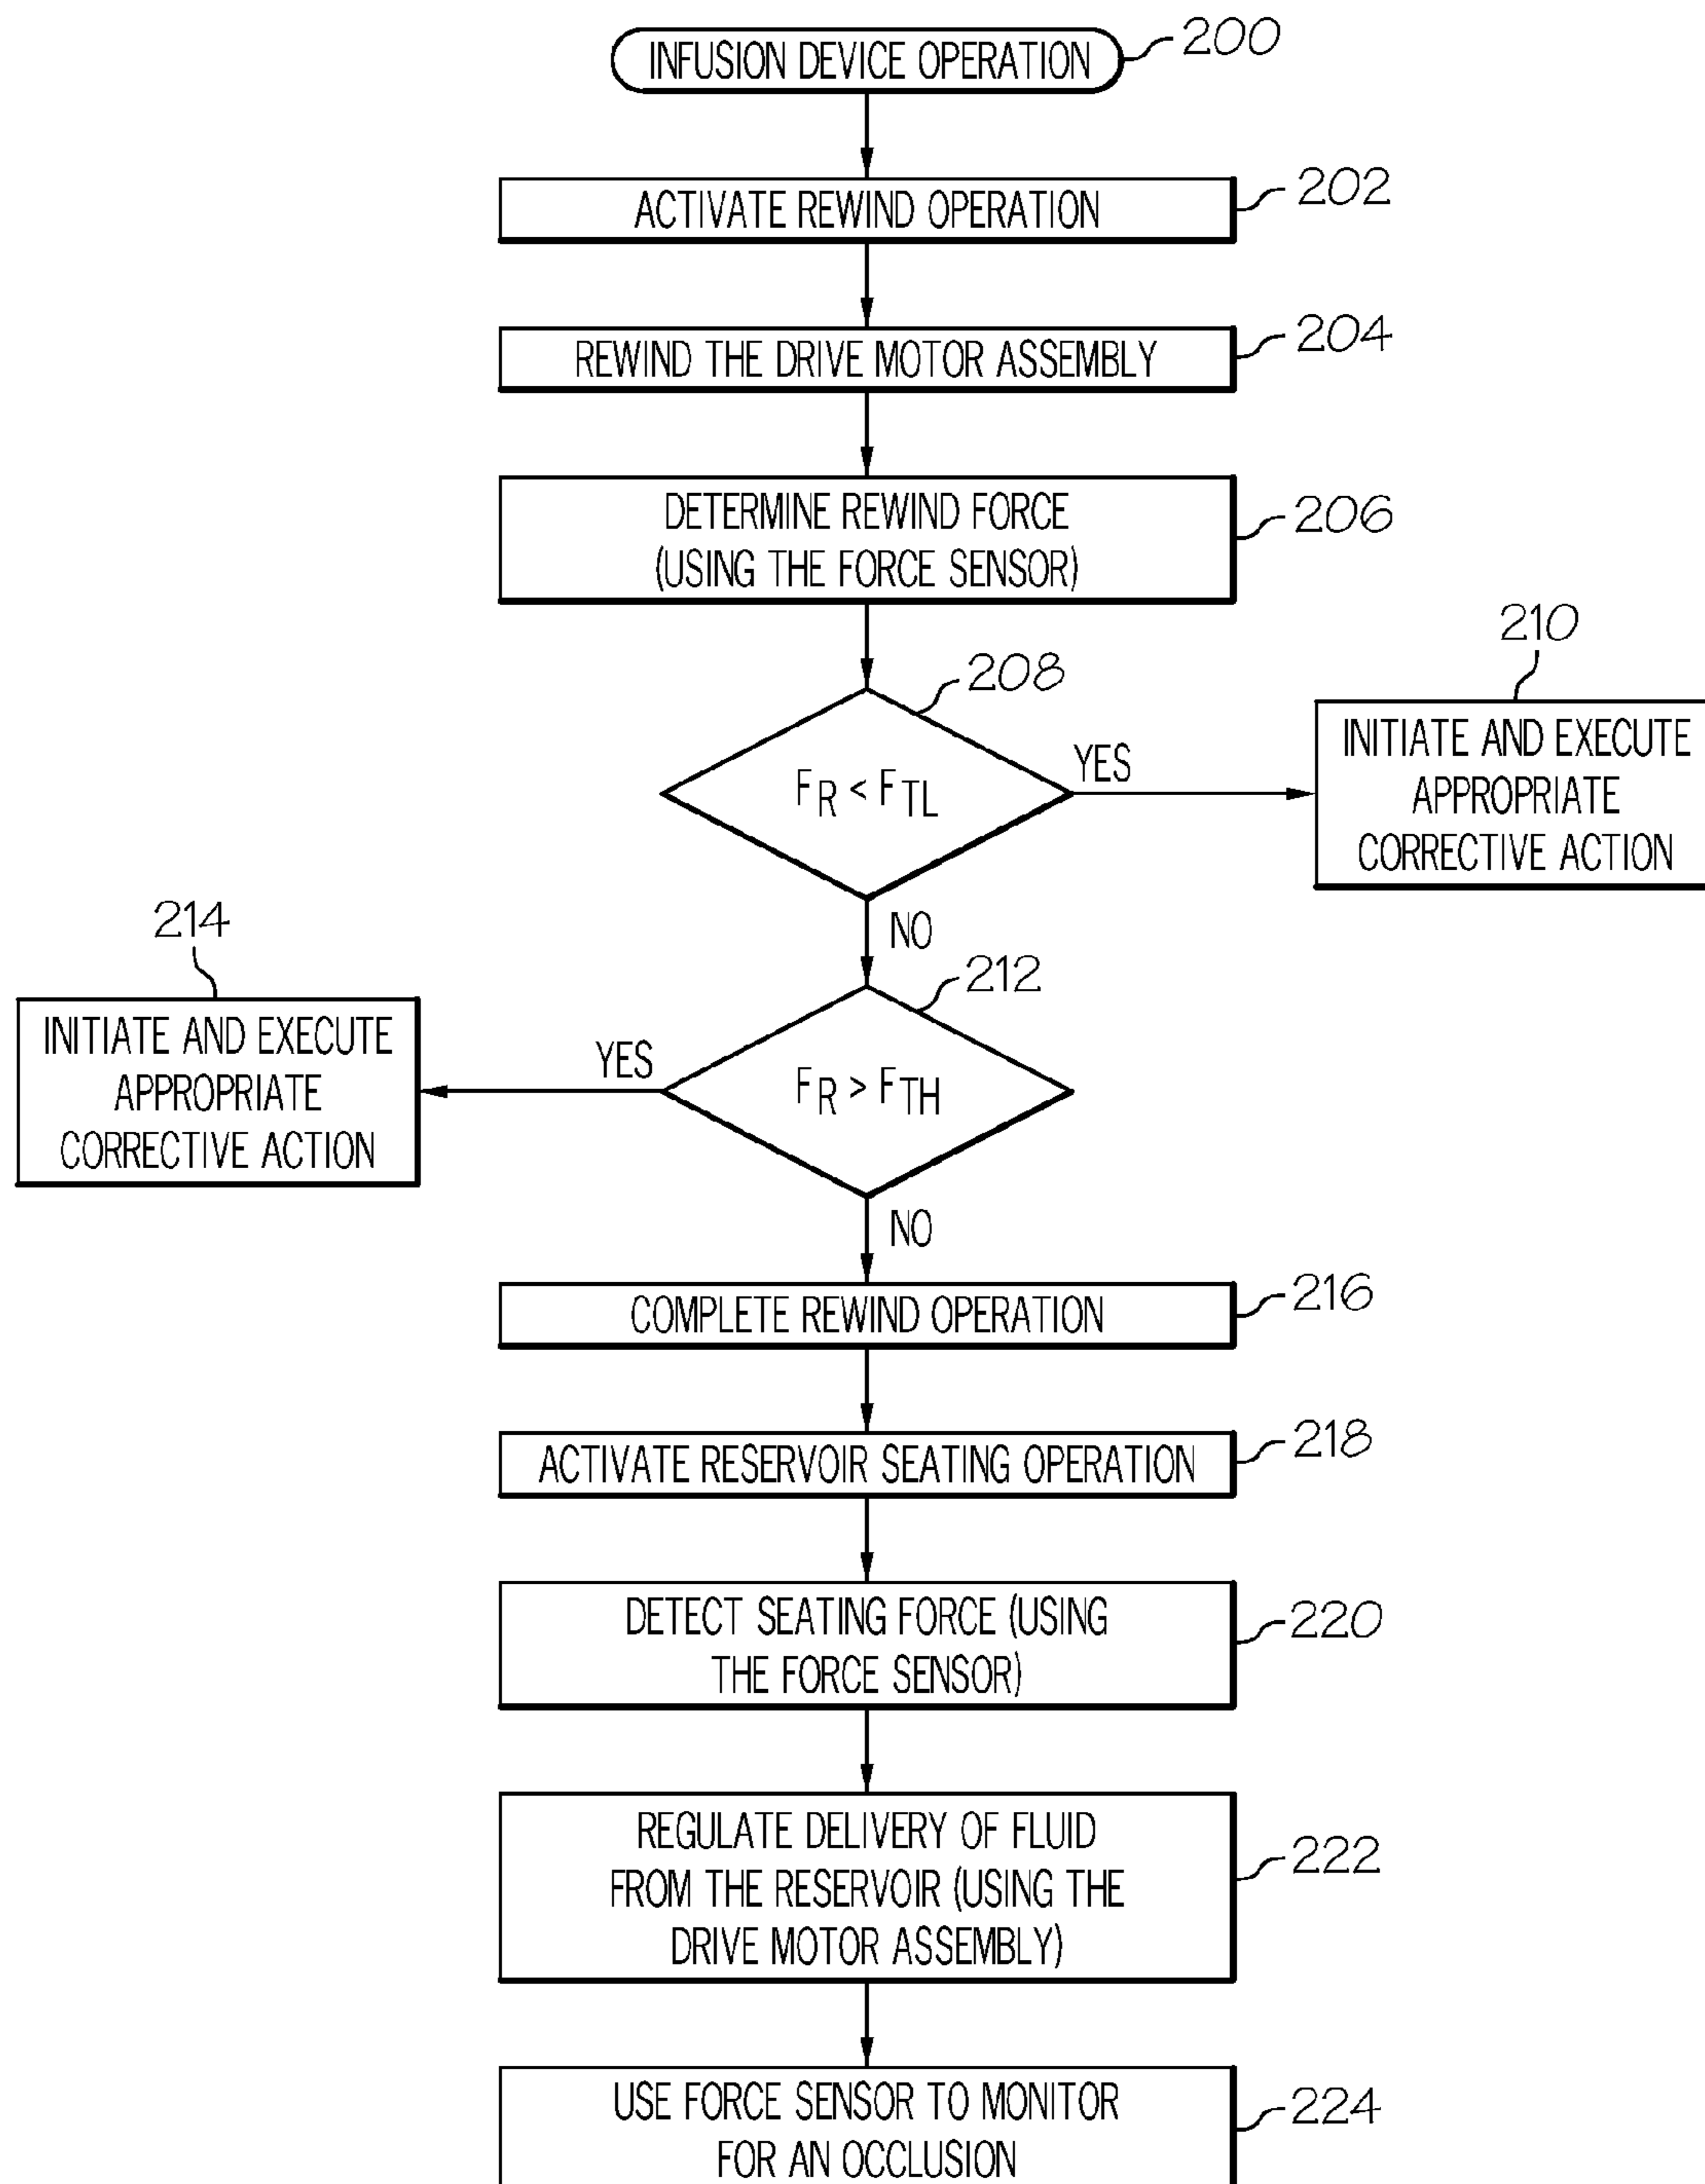 INFUSION DEVICE OPERATION
200
ACTIVATE REWIND OPERATION
202
REWIND THE DRIVE MOTOR ASSEMBLY
204
DETERMINE REWIND FORCE
(USING THE FORCE SENSOR)
206
208
FR < FTL
YES
NO
210
INITIATE AND EXECUTE
APPROPRIATE
CORRECTIVE ACTION
212
FR > FTH
YES
NO
214
INITIATE AND EXECUTE
APPROPRIATE
CORRECTIVE ACTION
COMPLETE REWIND OPERATION
216
ACTIVATE RESERVOIR SEATING OPERATION
218
DETECT SEATING FORCE (USING
THE FORCE SENSOR)
220
REGULATE DELIVERY OF FLUID
FROM THE RESERVOIR (USING THE
DRIVE MOTOR ASSEMBLY)
222
USE FORCE SENSOR TO MONITOR
FOR AN OCCLUSION
224